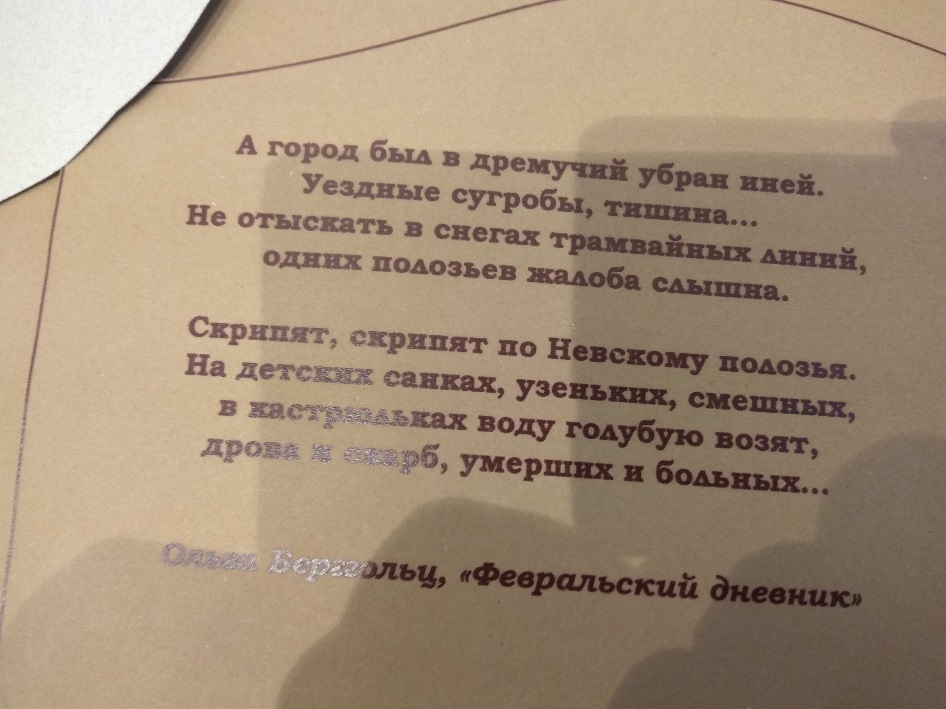 А город был в дремучий убран иней.
Уездные сугробы, тишина...
Не отыскать в снегах трамвайных линий,
одних полозьев жалоба слышна.
Скрипят, скрипят по Невскому полозья.
На детских санках, узеньких, смешных,
в кастрюльках воду голубую возят,
дрова и скарб, умерших и больных...
Ольга Берггольц, «Февральский дневник»